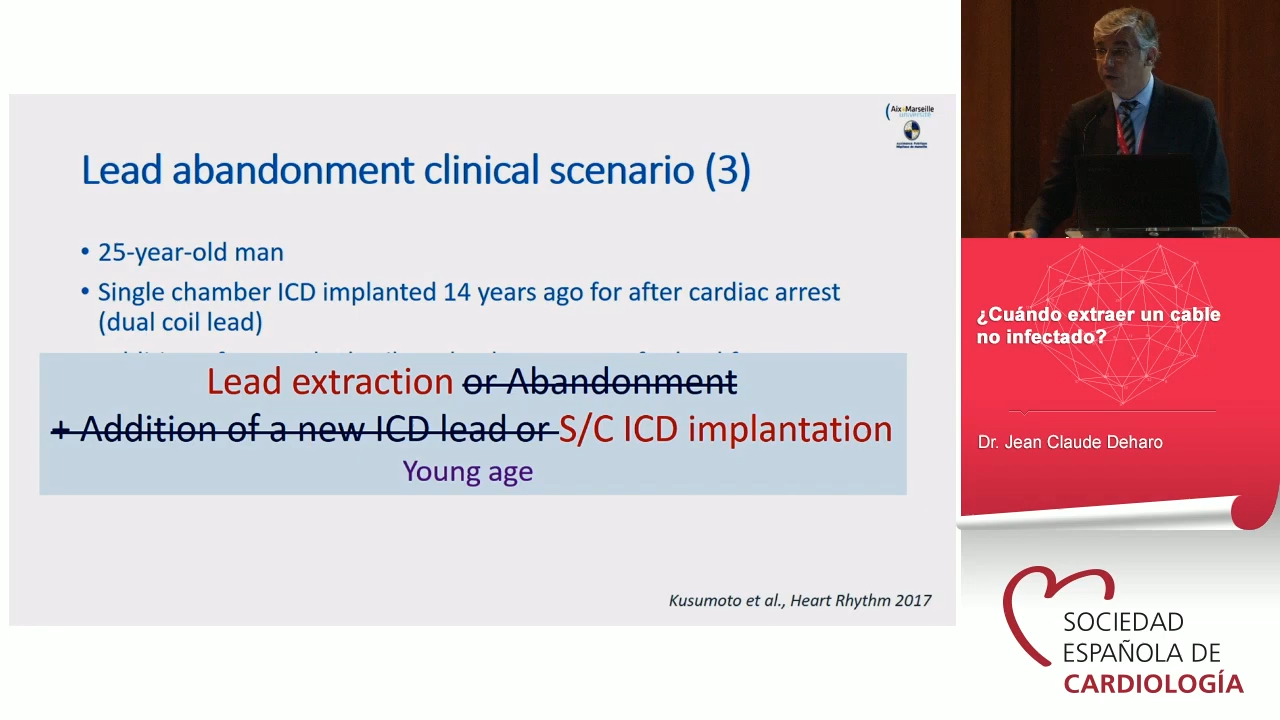 Aix*Marseille
université
Lead abandonment clinical scenario (3)
• 25-year-old man
• Single chamber ICD implanted 14 years ago for after cardiac arrest
(dual coil lead)
Lead extraction or Abandonment
+ Addition of a new ICD lead or S/C ICD implantation
Young age
Kusumoto et al., Heart Rhythm 2017
¿Cuándo extraer un cable
no infectado?
Dr. Jean Claude Deharo
SOCIEDAD
ESPAÑOLA DE
CARDIOLOGÍA